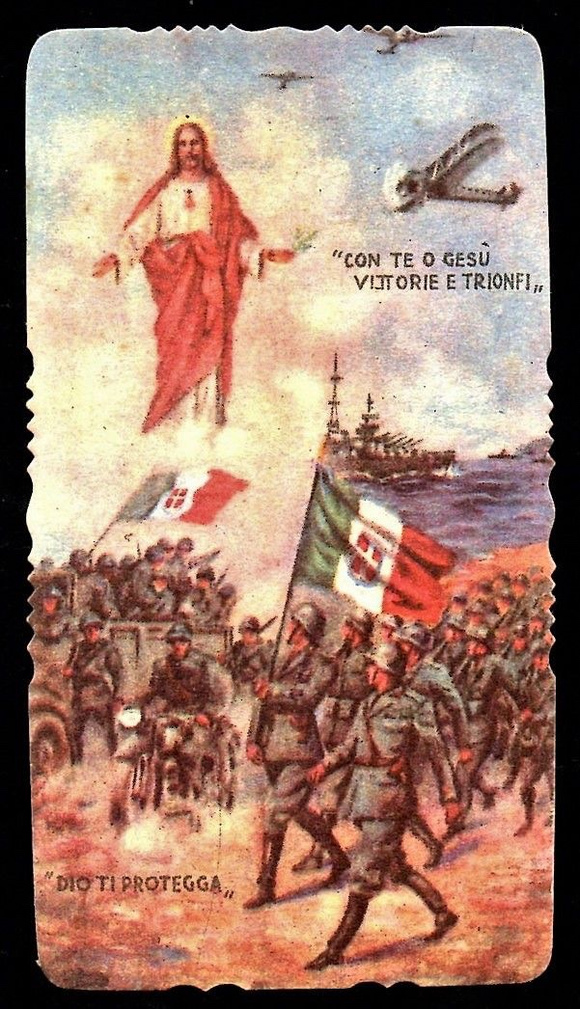 "CON TE O GESÙ
VITTORIE E TRIONFI„
"DIO TI PROTEGGA„